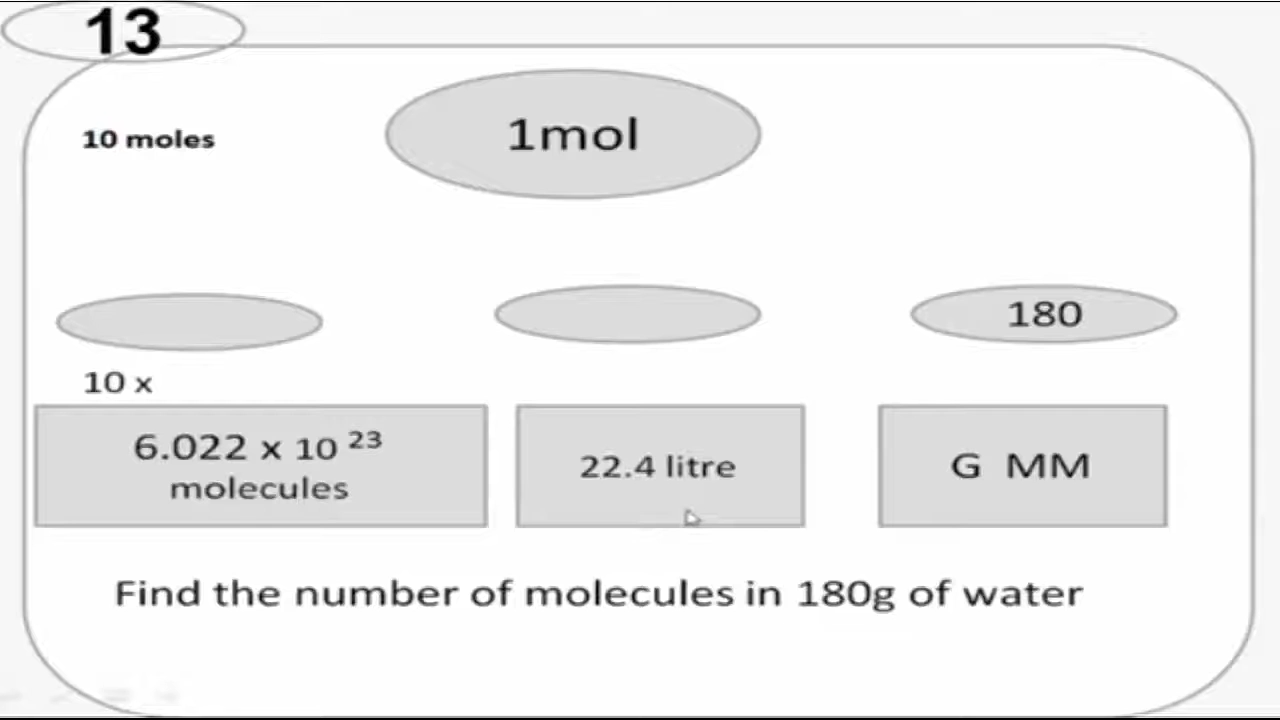 13
10 moles
1mol
180
10 x
6.022 x 10 23
molecules
22.4 litre
G MM
Find the number of molecules in 180g of water